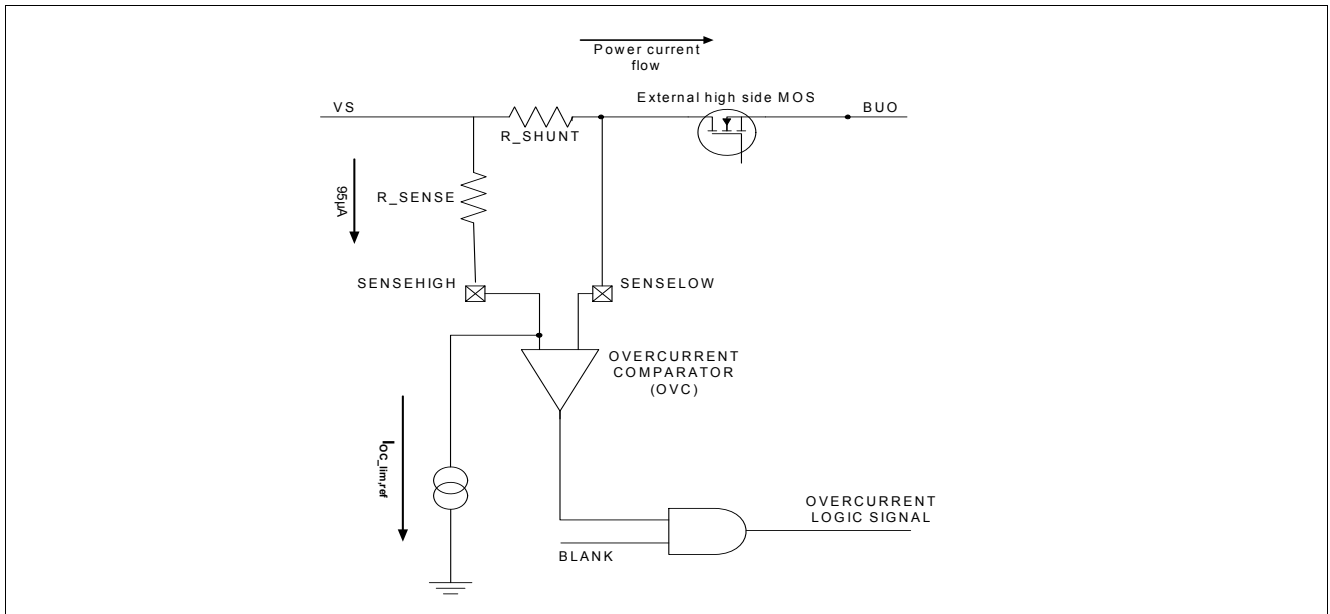 Power current
flow
External high side MOS
VS
BUO
R_SHUNT
R_SENSE
95µA
SENSEHIGH
SENSELOW
OVERCURRENT
COMPARATOR
(OVC)
IOC_lim,ref
OVERCURRENT
LOGIC SIGNAL
BLANK